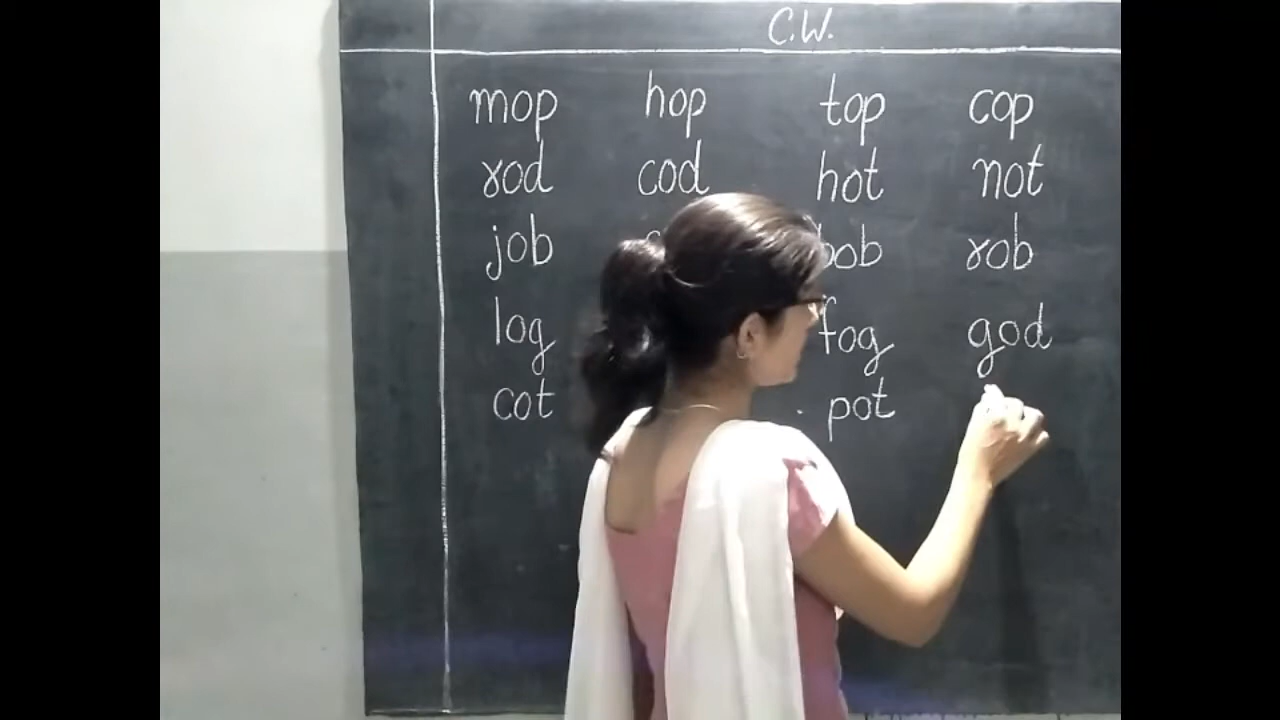 C.W.
mop hop top cop
rod cod hot not
job bob rob
log fog god
cot pot